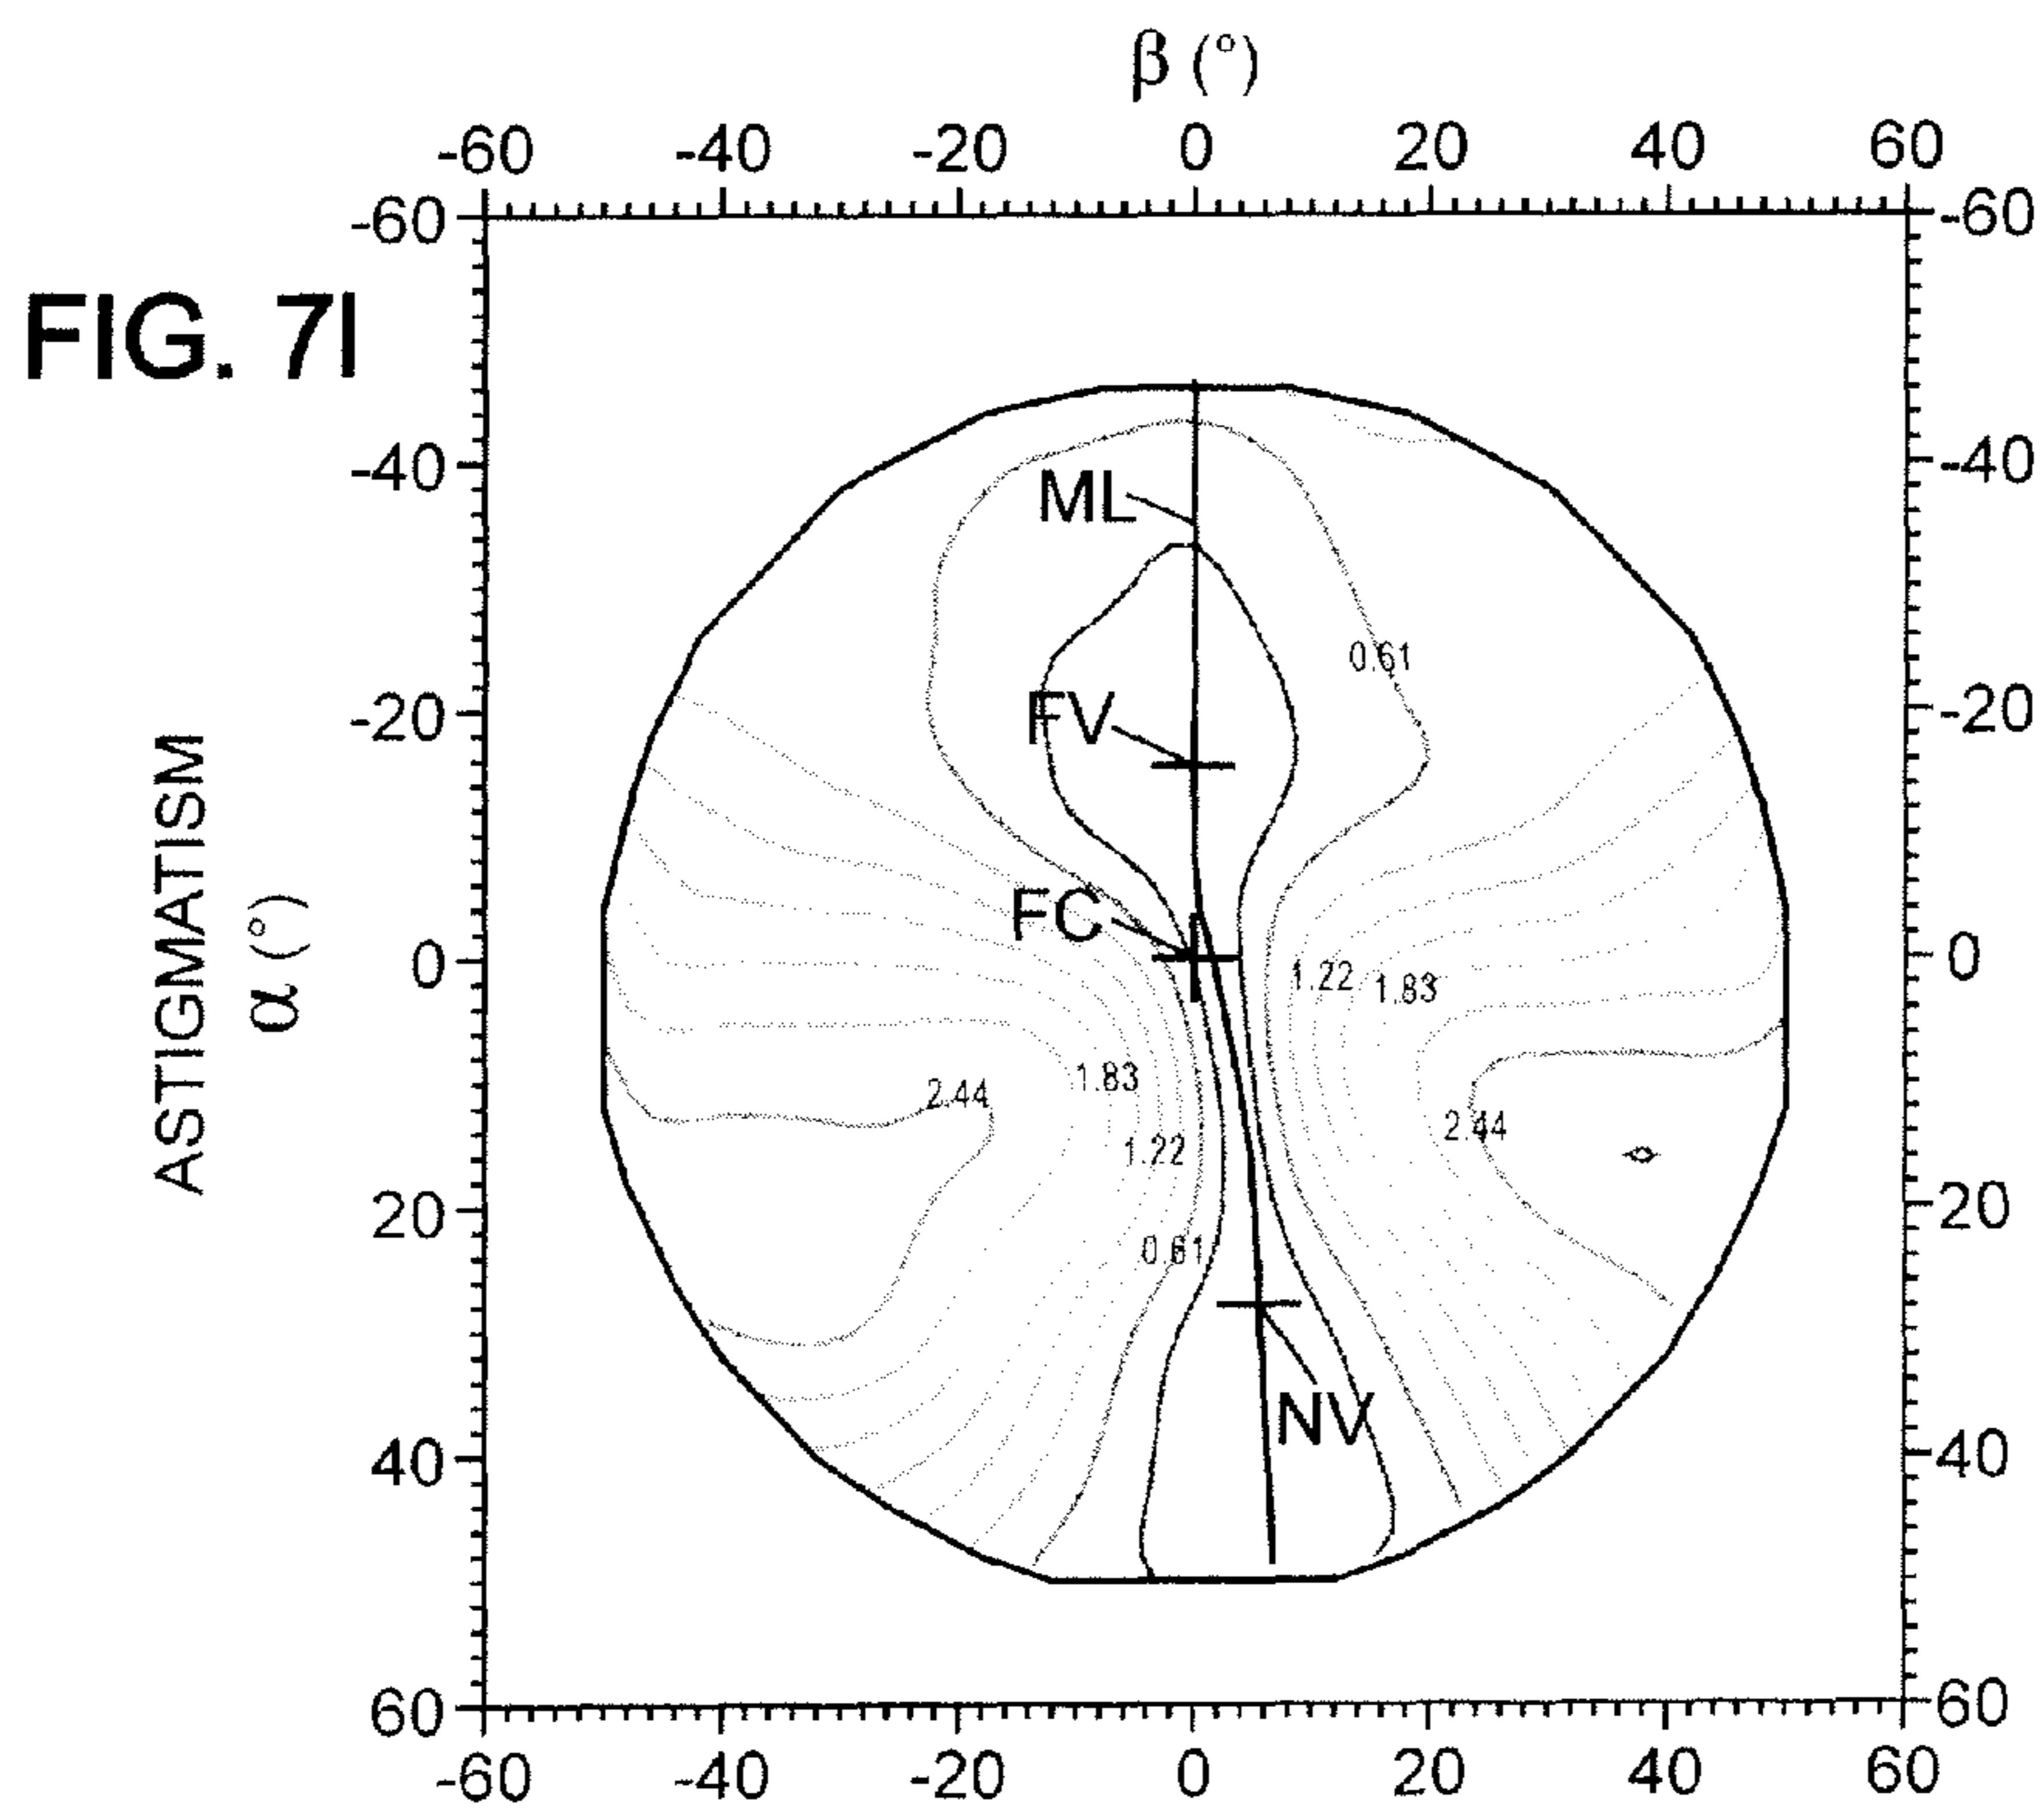 β (°)
-60 -40 -20 0 20 40 60
-60 -60
FIG. 7I
-40 -40
ML
0.61
-20 -20
FV
ASTIGMATISM
α (°)
FC
0 0
1.22 1.83
2.44 1.83
2.44
1.22
20 20
0.61
NV
40 40
60 60
-60 -40 -20 0 20 40 60